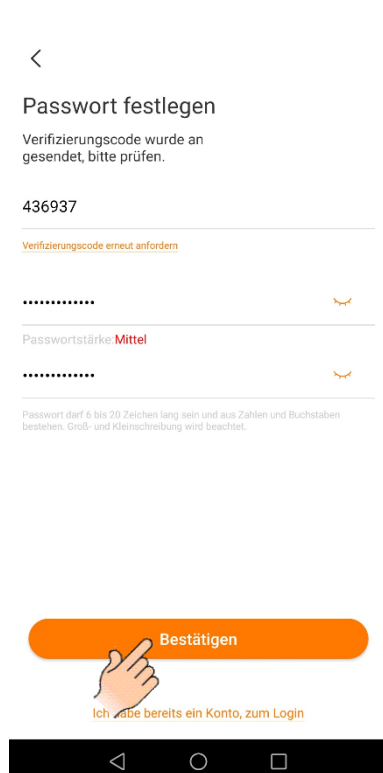 Passwort festlegen
Verifizierungscode wurde an
gesendet, bitte prüfen.
436937
Verifizierungscode erneut anfordern
•••••••••••••
Passwortstärke:Mittel
•••••••••••••
Passwort darf 6 bis 20 Zeichen lang sein und aus Zahlen und Buchstaben
bestehen. Groß- und Kleinschreibung wird beachtet.
Bestätigen
Ich habe bereits ein Konto, zum Login